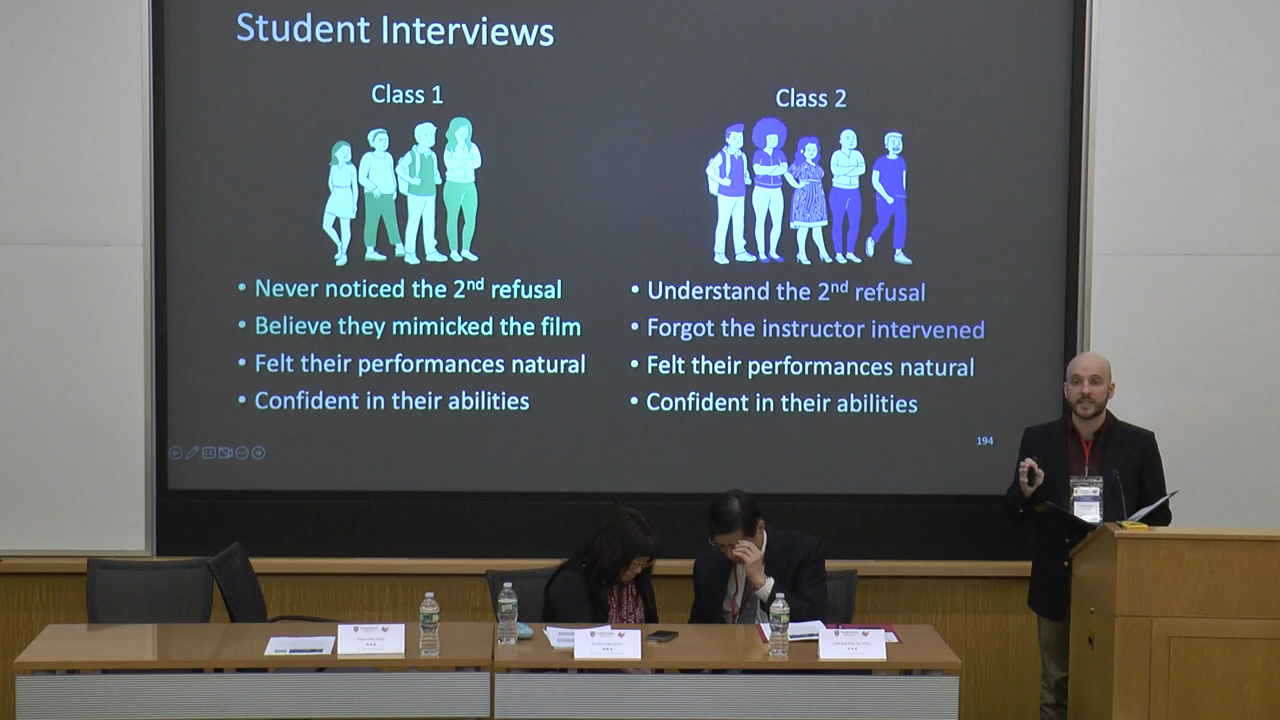 Student Interviews
Class 1
• Never noticed the 2nd refusal
• Believe they mimicked the film
• Felt their performances natural
• Confident in their abilities
Class 2
• Understand the 2nd refusal
• Forgot the instructor intervened
• Felt their performances natural
• Confident in their abilities
194